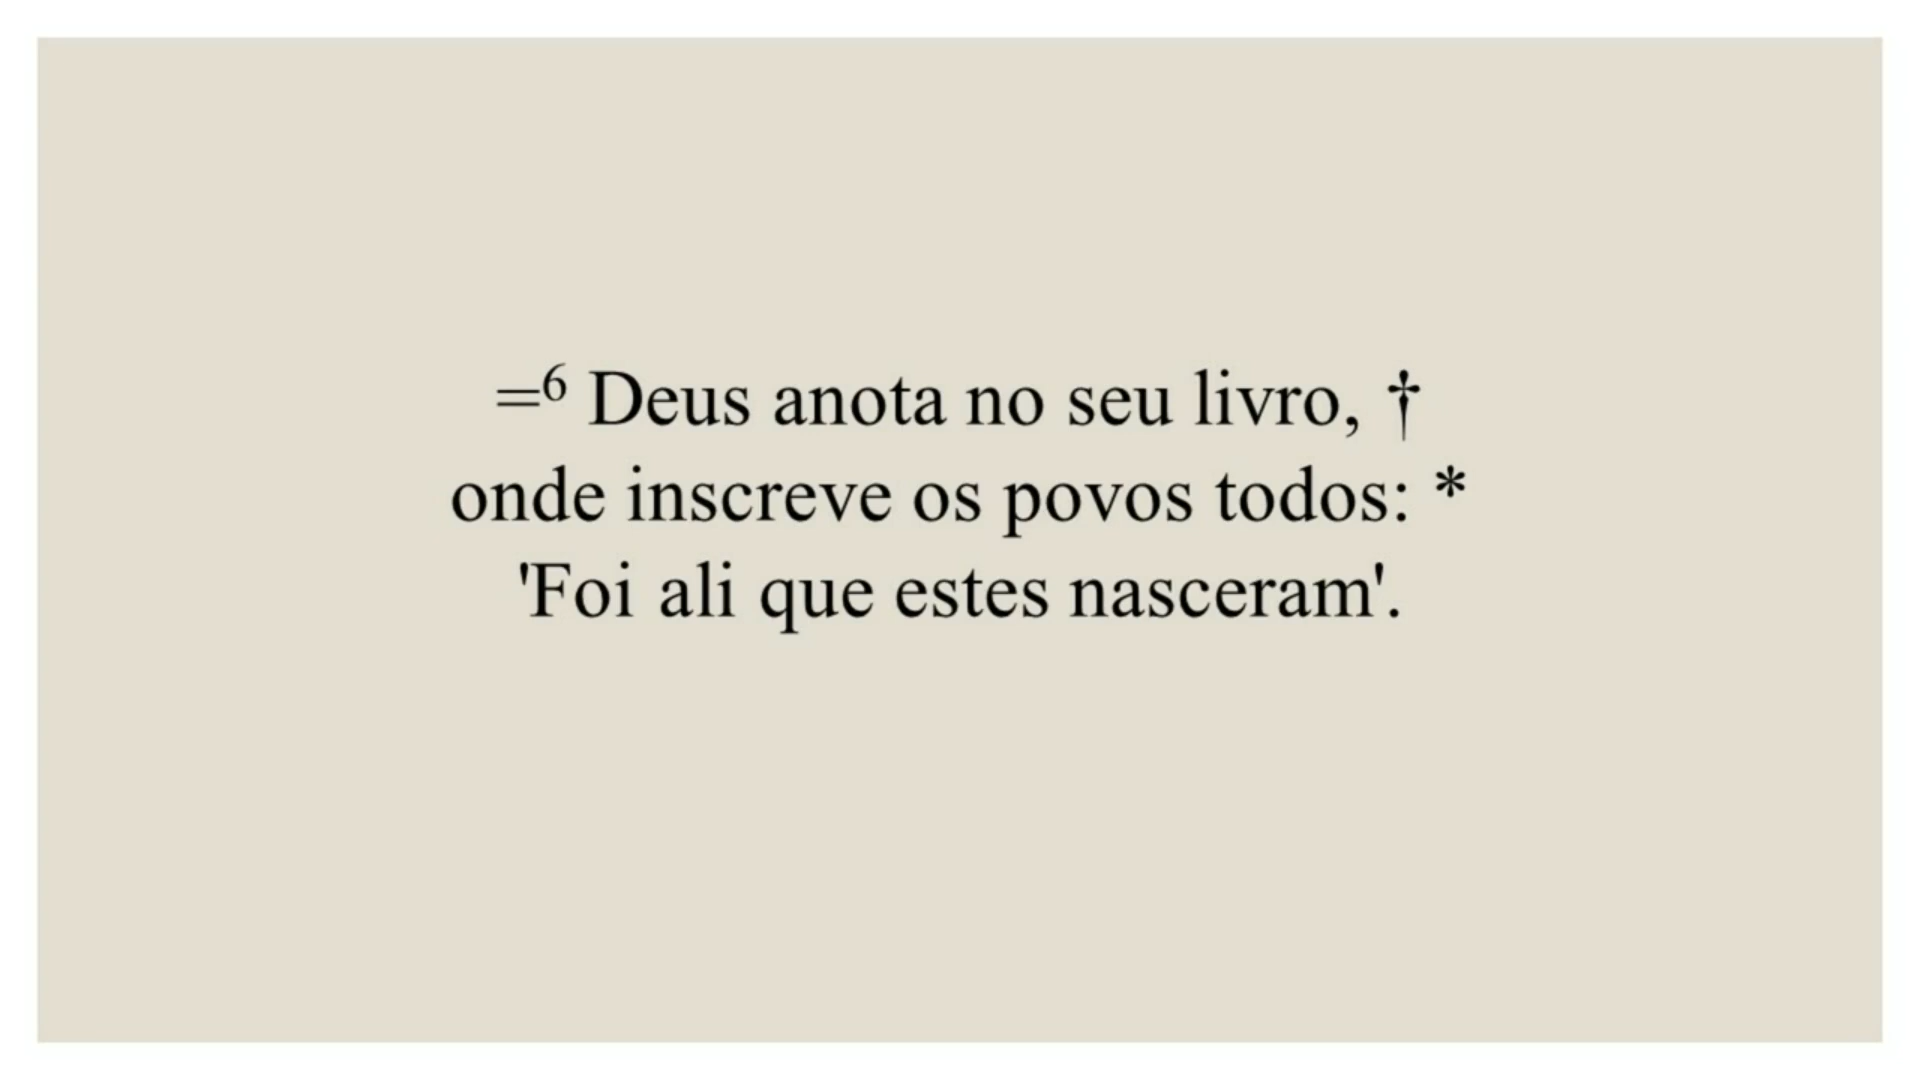 =⁶ Deus anota no seu livro, †
onde inscreve os povos todos: *
'Foi ali que estes nasceram'.